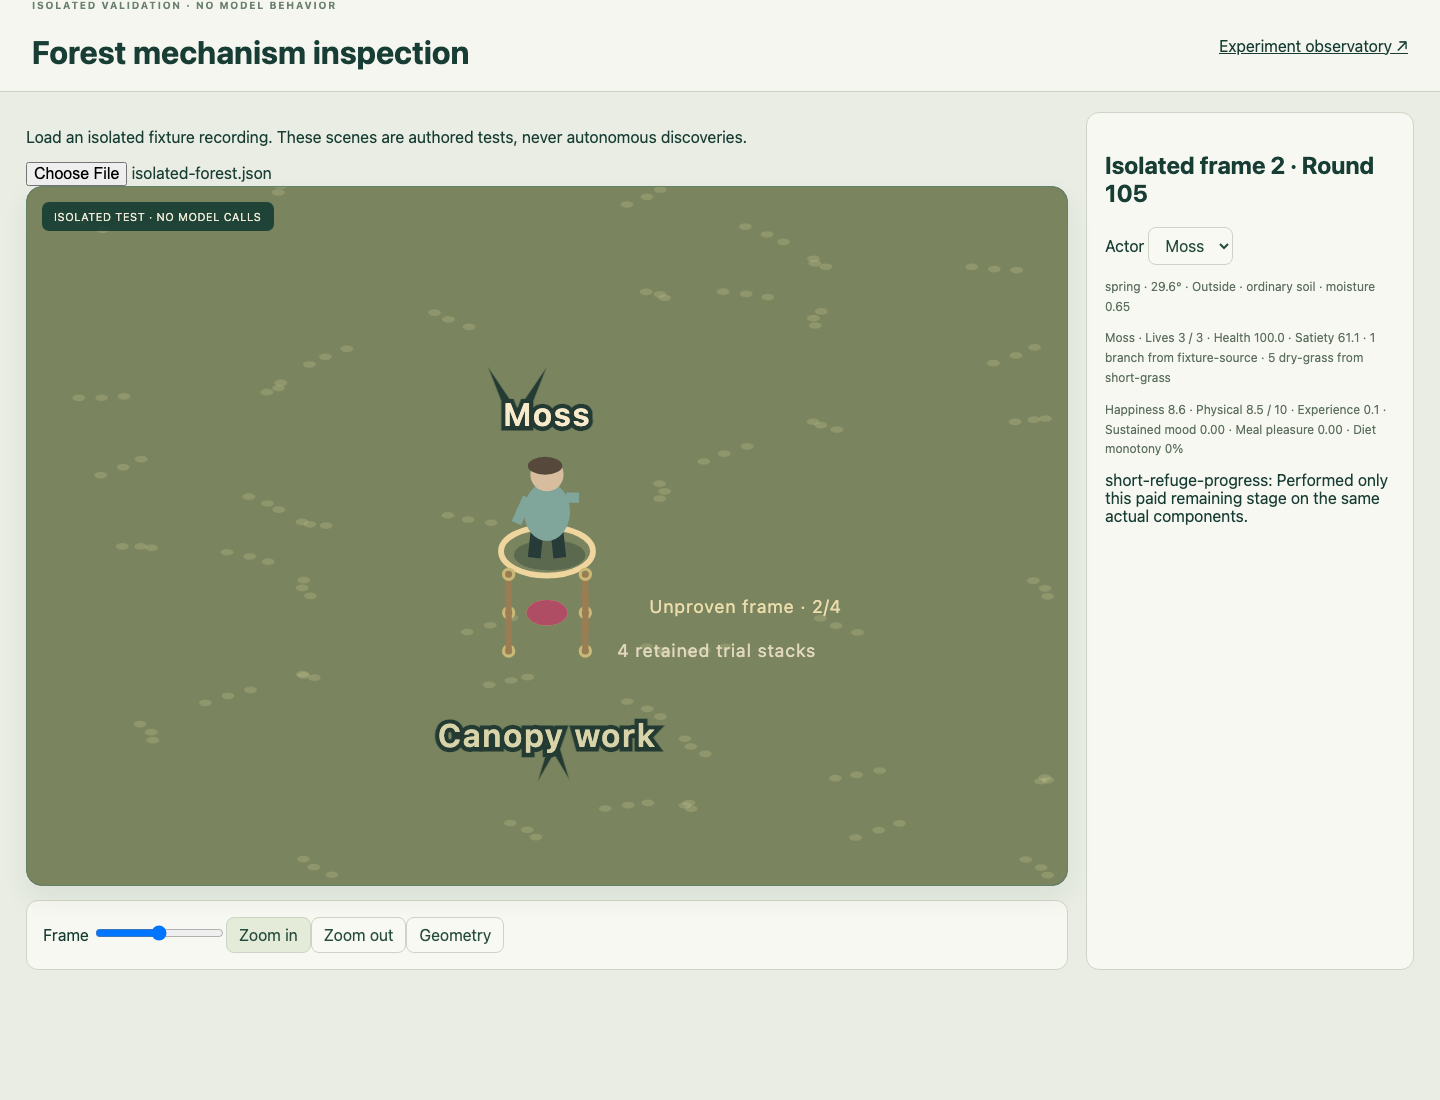 ISOLATED VALIDATION · NO MODEL BEHAVIOR
Forest mechanism inspection
Experiment observatory ↗
Load an isolated fixture recording. These scenes are authored tests, never autonomous discoveries.
Choose File isolated-forest.json
ISOLATED TEST · NO MODEL CALLS
Moss
Unproven frame · 2/4
4 retained trial stacks
Canopy work
Frame
Zoom in
Zoom out
Geometry
Isolated frame 2 · Round
105
Actor Moss
spring · 29.6° · Outside · ordinary soil · moisture
0.65
Moss · Lives 3 / 3 · Health 100.0 · Satiety 61.1 · 1
branch from fixture-source · 5 dry-grass from
short-grass
Happiness 8.6 · Physical 8.5 / 10 · Experience 0.1 ·
Sustained mood 0.00 · Meal pleasure 0.00 · Diet
monotony 0%
short-refuge-progress: Performed only
this paid remaining stage on the same
actual components.